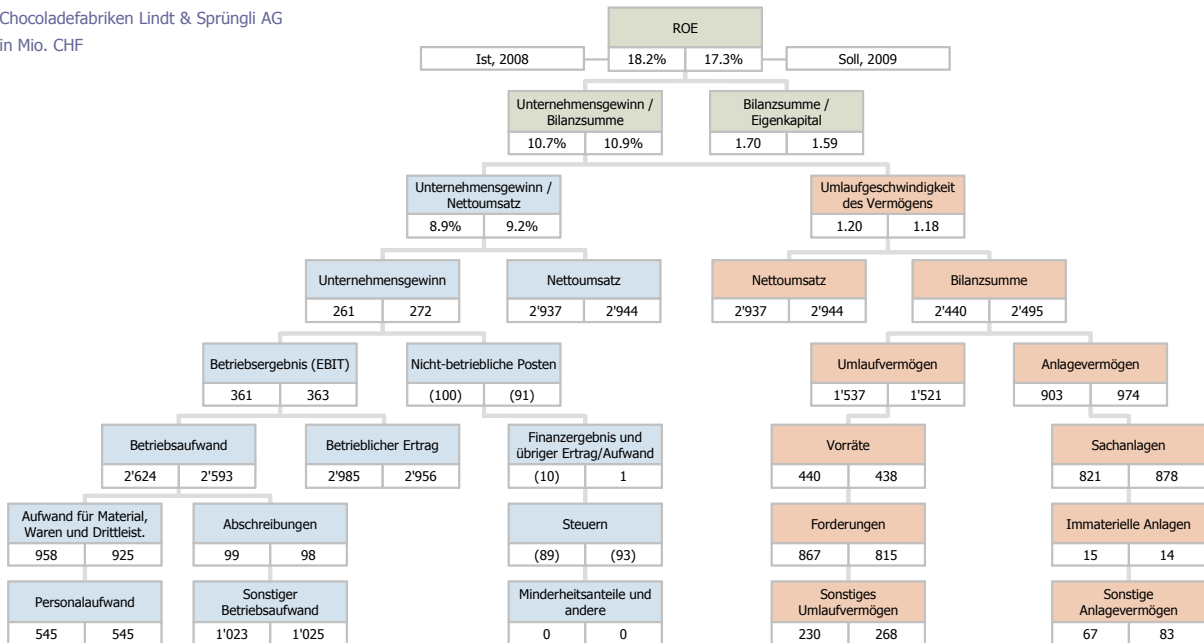 Chocoladefabriken Lindt & Sprüngli AG
in Mio. CHF
ROE
Ist, 2008
18.2% 17.3%
Soll, 2009
Unternehmensgewinn /
Bilanzsumme
10.7% 10.9%
Bilanzsumme /
Eigenkapital
1.70 1.59
Unternehmensgewinn /
Nettoumsatz
8.9% 9.2%
Umlaufgeschwindigkeit
des Vermögens
1.20 1.18
Unternehmensgewinn
261 272
Nettoumsatz
2'937 2'944
Nettoumsatz
2'937 2'944
Bilanzsumme
2'440 2'495
Betriebsergebnis (EBIT)
361 363
Nicht-betriebliche Posten
(100) (91)
Umlaufvermögen
1'537 1'521
Anlagevermögen
903 974
Betriebsaufwand
2'624 2'593
Betrieblicher Ertrag
2'985 2'956
Finanzergebnis und
übriger Ertrag/Aufwand
(10) 1
Vorräte
440 438
Sachanlagen
821 878
Aufwand für Material,
Waren und Drittleist.
958 925
Abschreibungen
99 98
Steuern
(89) (93)
Forderungen
867 815
Immaterielle Anlagen
15 14
Personalaufwand
545 545
Sonstiger
Betriebsaufwand
1'023 1'025
Minderheitsanteile und
andere
0 0
Sonstiges
Umlaufvermögen
230 268
Sonstige
Anlagevermögen
67 83